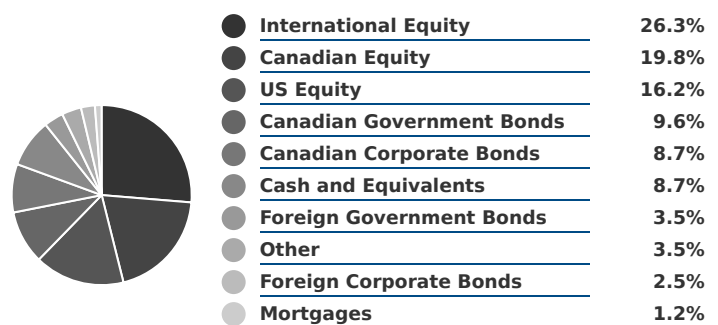 International Equity 26.3%
Canadian Equity 19.8%
US Equity 16.2%
Canadian Government Bonds 9.6%
Canadian Corporate Bonds 8.7%
Cash and Equivalents 8.7%
Foreign Government Bonds 3.5%
Other 3.5%
Foreign Corporate Bonds 2.5%
Mortgages 1.2%